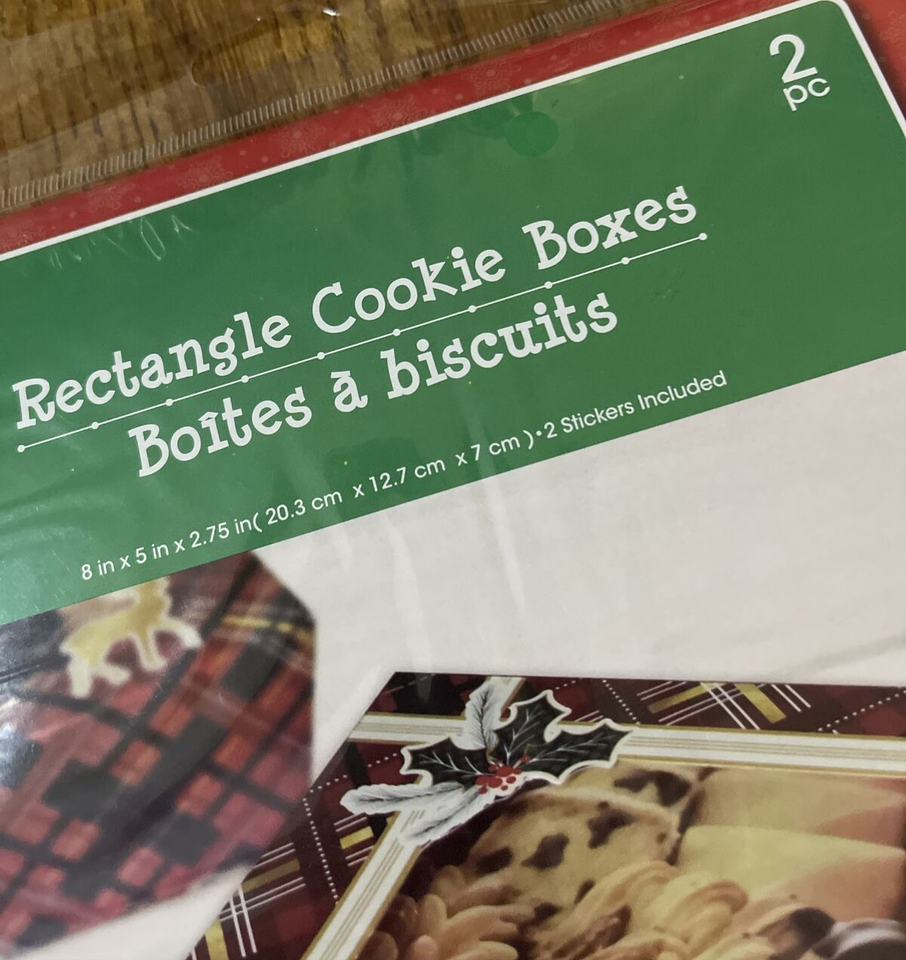 2
pc
Rectangle Cookie Boxes
Boîtes à biscuits
8 in x 5 in x 2.75 in( 20.3 cm x 12.7 cm x 7 cm )•2 Stickers Included